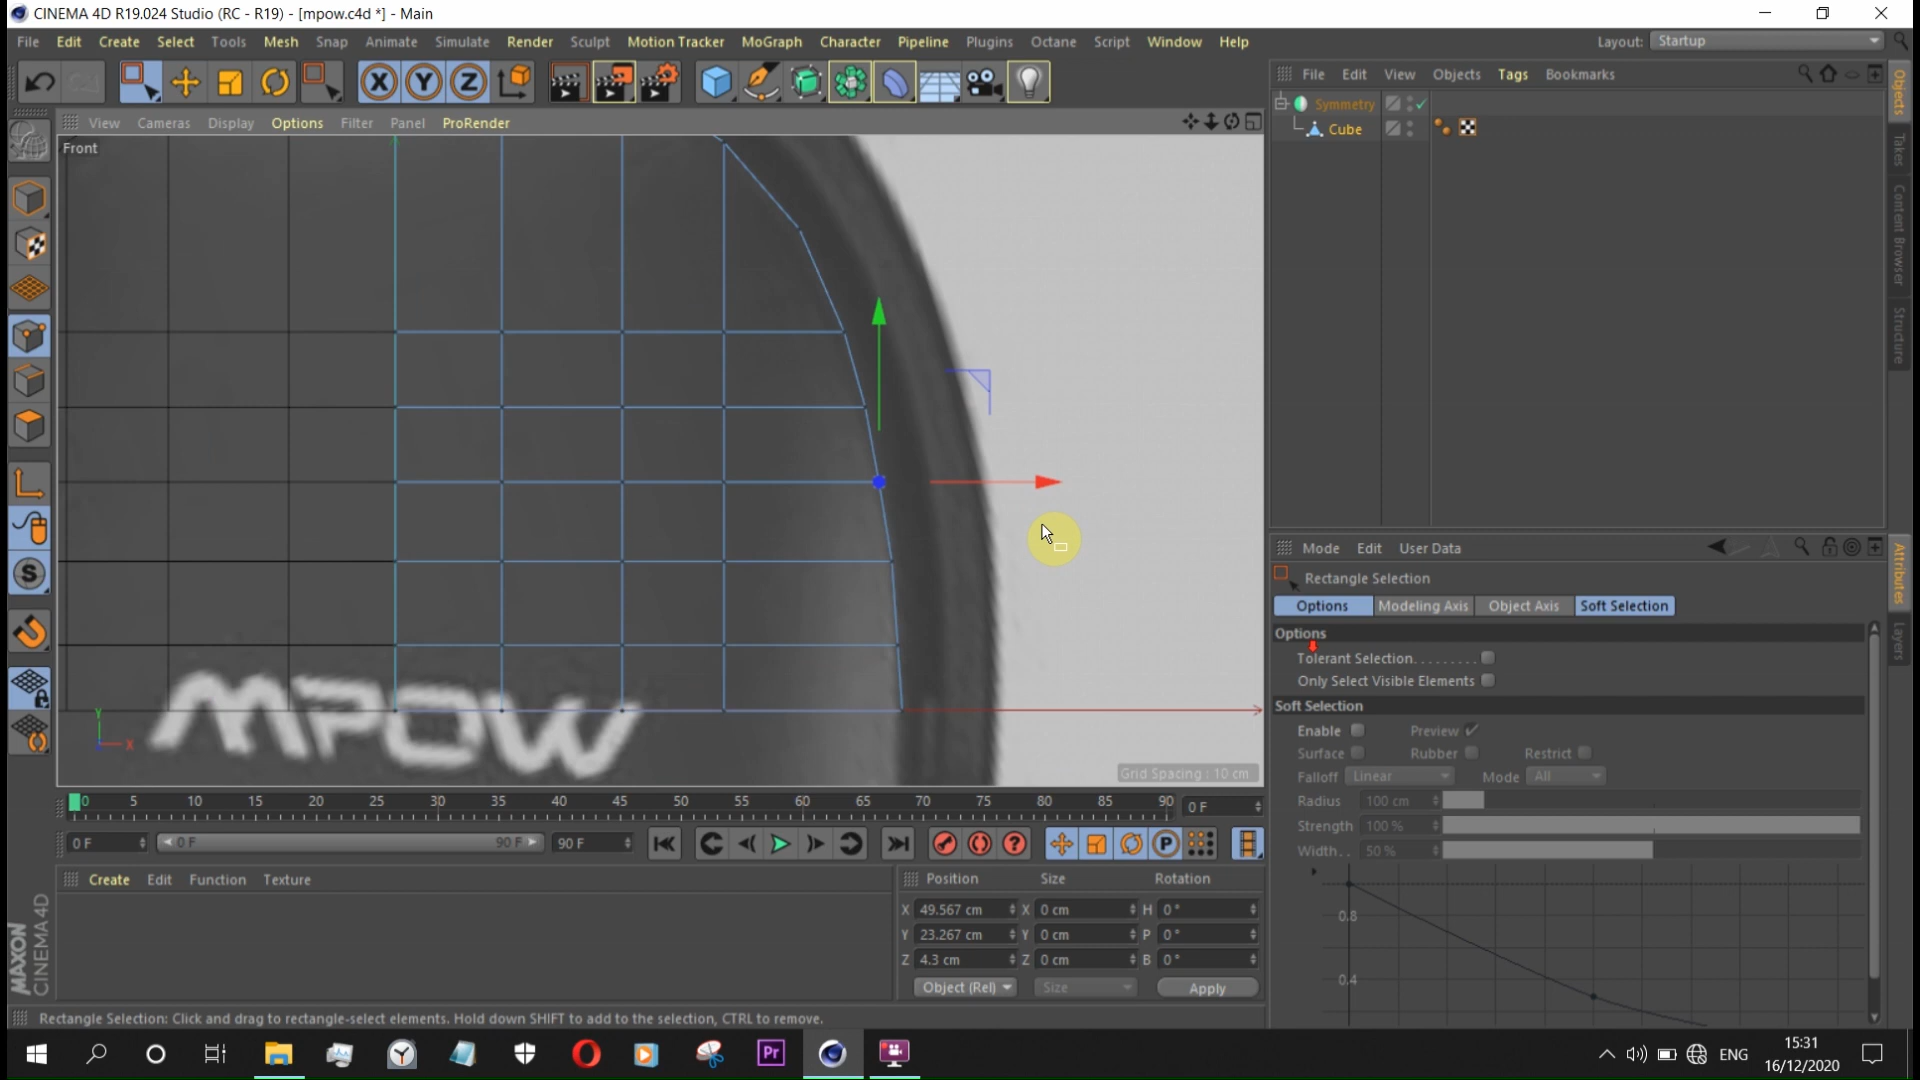 CINEMA 4D R19.024 Studio (RC - R19) - [mpow.c4d *] - Main
File Edit Create Select Tools Mesh Snap Animate Simulate Render Sculpt Motion Tracker MoGraph Character Pipeline Plugins Octane Script Window Help
Layout: Startup
X Y Z
File Edit View Objects Tags Bookmarks
Symmetry
Cube
View Cameras Display Options Filter Panel ProRender
Front
MPOW
Y
X
Grid Spacing : 10 cm
Objects
Takes
Content Browser
Structure
Mode Edit User Data
Rectangle Selection
Options Modeling Axis Object Axis Soft Selection
Options
Tolerant Selection. . . . . . . . .
Only Select Visible Elements
Soft Selection
Enable Preview
Surface Rubber Restrict
Falloff Linear Mode All
Radius 100 cm
Strength 100 %
Width. . 50 %
0.8
0.4
Attributes
Layers
0 5 10 15 20 25 30 35 40 45 50 55 60 65 70 75 80 85 90 0 F
0 F 0 F 90 F 90 F
P
S
Create Edit Function Texture
Position Size Rotation
X 49.567 cm X 0 cm H 0 °
Y 23.267 cm Y 0 cm P 0 °
Z 4.3 cm Z 0 cm B 0 °
Object (Rel) Size Apply
MAXON
CINEMA 4D
Rectangle Selection: Click and drag to rectangle-select elements. Hold down SHIFT to add to the selection, CTRL to remove.
Pr
ENG
15:31
16/12/2020